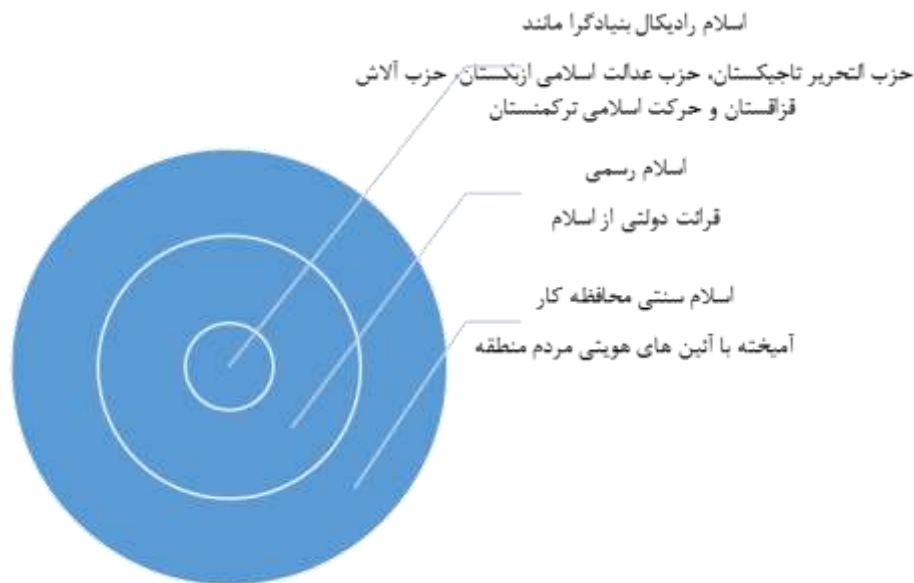 اسلام رادیکال بنیادگرا مانند
حزب التحریر تاجیکستان، حزب عدالت اسلامی ازبکستان، حزب آلاش
قزاقستان و حرکت اسلامی ترکمنستان
اسلام رسمی
قرائت دولتی از اسلام
اسلام سنتی محافظه کار
آمیخته با آئین های هویتی مردم منطقه